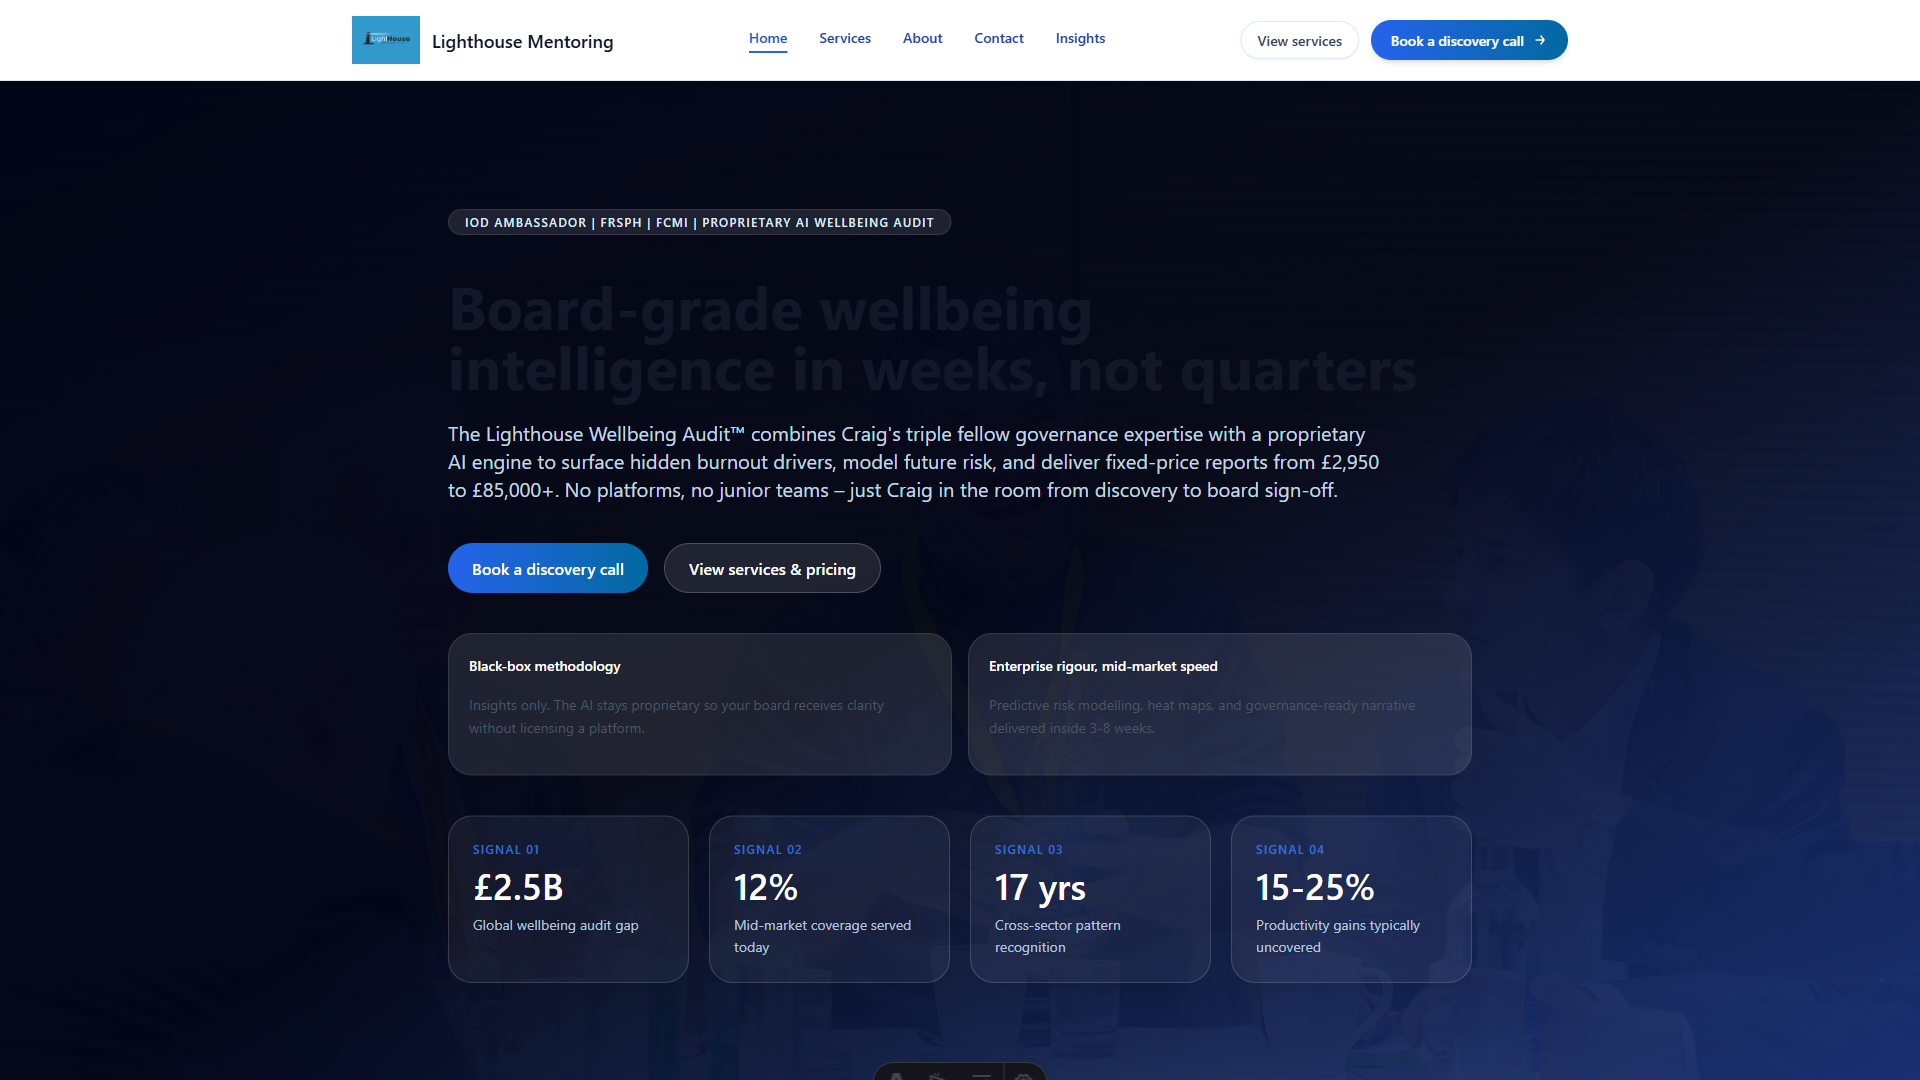 LightHouse
Lighthouse Mentoring
Home
Services
About
Contact
Insights
View services
Book a discovery call →
IOD AMBASSADOR | FRSPH | FCMI | PROPRIETARY AI WELLBEING AUDIT
Board-grade wellbeing
intelligence in weeks, not quarters
The Lighthouse Wellbeing Audit™ combines Craig's triple fellow governance expertise with a proprietary
AI engine to surface hidden burnout drivers, model future risk, and deliver fixed-price reports from £2,950
to £85,000+. No platforms, no junior teams – just Craig in the room from discovery to board sign-off.
Book a discovery call
View services & pricing
Black-box methodology
Insights only. The AI stays proprietary so your board receives clarity
without licensing a platform.
Enterprise rigour, mid-market speed
Predictive risk modelling, heat maps, and governance-ready narrative
delivered inside 3-8 weeks.
SIGNAL 01
£2.5B
Global wellbeing audit gap
SIGNAL 02
12%
Mid-market coverage served
today
SIGNAL 03
17 yrs
Cross-sector pattern
recognition
SIGNAL 04
15-25%
Productivity gains typically
uncovered